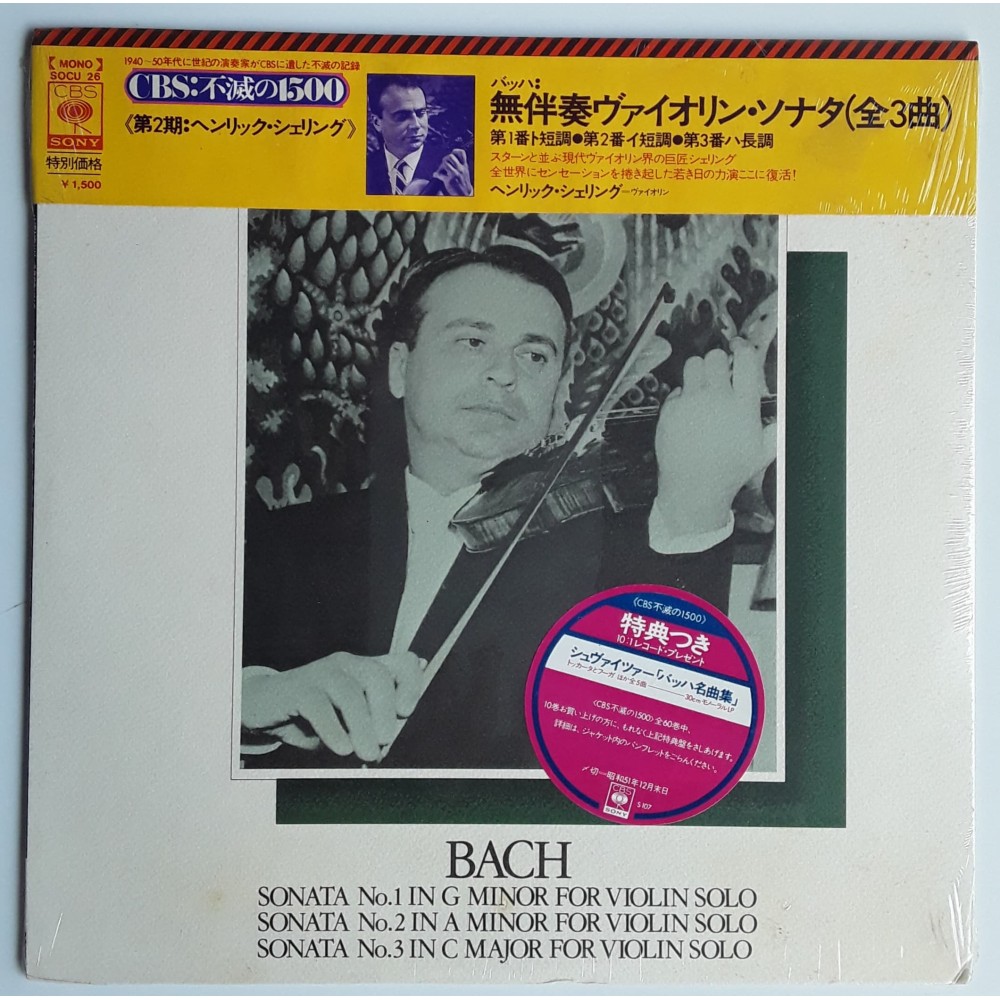 【MONO】
SOCU 26
CBS
SONY
特別価格
¥1,500
1940〜50年代に世紀の演奏家がCBSに遺した不滅の記録
CBS:不滅の1500
《第2期:ヘンリック・シェリング》
バッハ:
無伴奏ヴァイオリン・ソナタ(全3曲)
第1番ト短調●第2番イ短調●第3番ハ長調
スターンと並ぶ現代ヴァイオリン界の巨匠シェリング
全世界にセンセーションを捲き起した若き日の力演ここに復活!
ヘンリック・シェリング—ヴァイオリン
《CBS不滅の1500》
特典つき
10:1レコード・プレゼント
シュヴァイツァー「バッハ名曲集」
トッカータとフーガ ほか全5曲———30cmモノーラルLP
《CBS不滅の1500》全60巻中、
10巻お買い上げの方に、もれなく上記特典盤をさしあげます。
詳細は、ジャケット内のパンフレットをごらんください。
〆切—昭和51年12月末日
CBS
SONY
S107
BACH
SONATA No.1 IN G MINOR FOR VIOLIN SOLO
SONATA No.2 IN A MINOR FOR VIOLIN SOLO
SONATA No.3 IN C MAJOR FOR VIOLIN SOLO